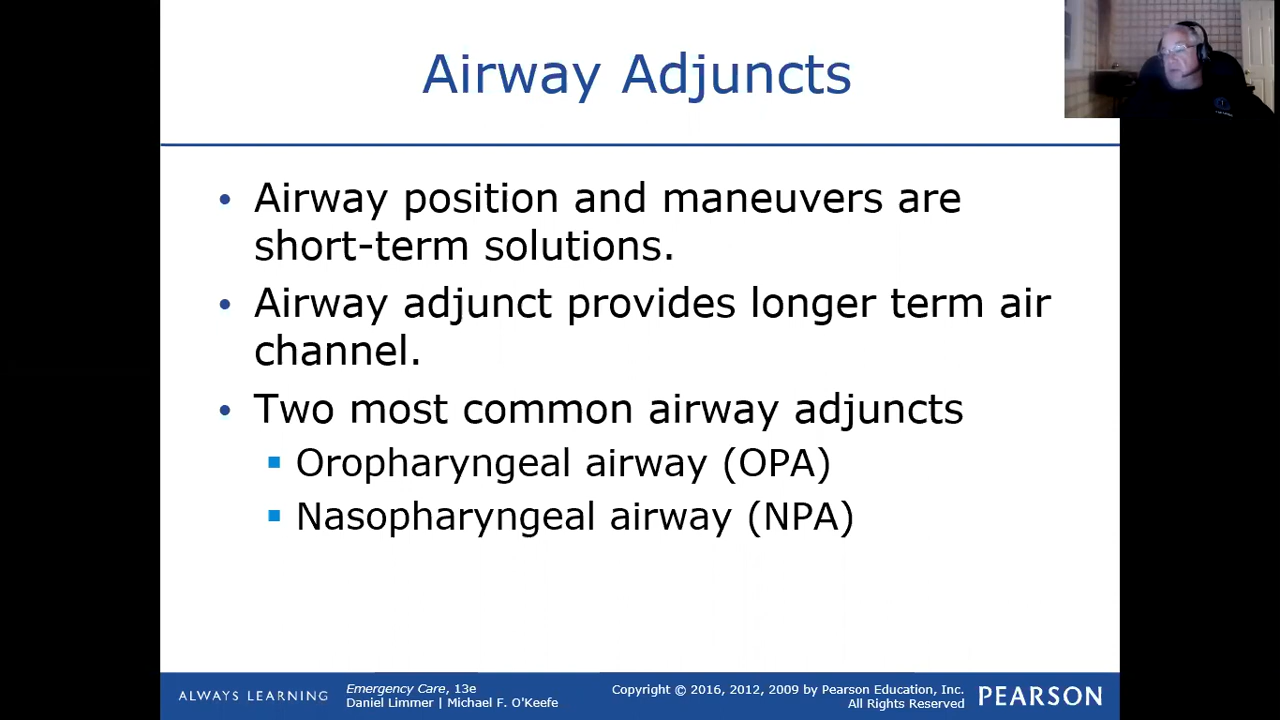 Airway Adjuncts
• Airway position and maneuvers are
short-term solutions.
• Airway adjunct provides longer term air
channel.
• Two most common airway adjuncts
▪ Oropharyngeal airway (OPA)
▪ Nasopharyngeal airway (NPA)
ALWAYS LEARNING
Emergency Care, 13e
Daniel Limmer | Michael F. O'Keefe
Copyright © 2016, 2012, 2009 by Pearson Education, Inc.
All Rights Reserved
PEARSON